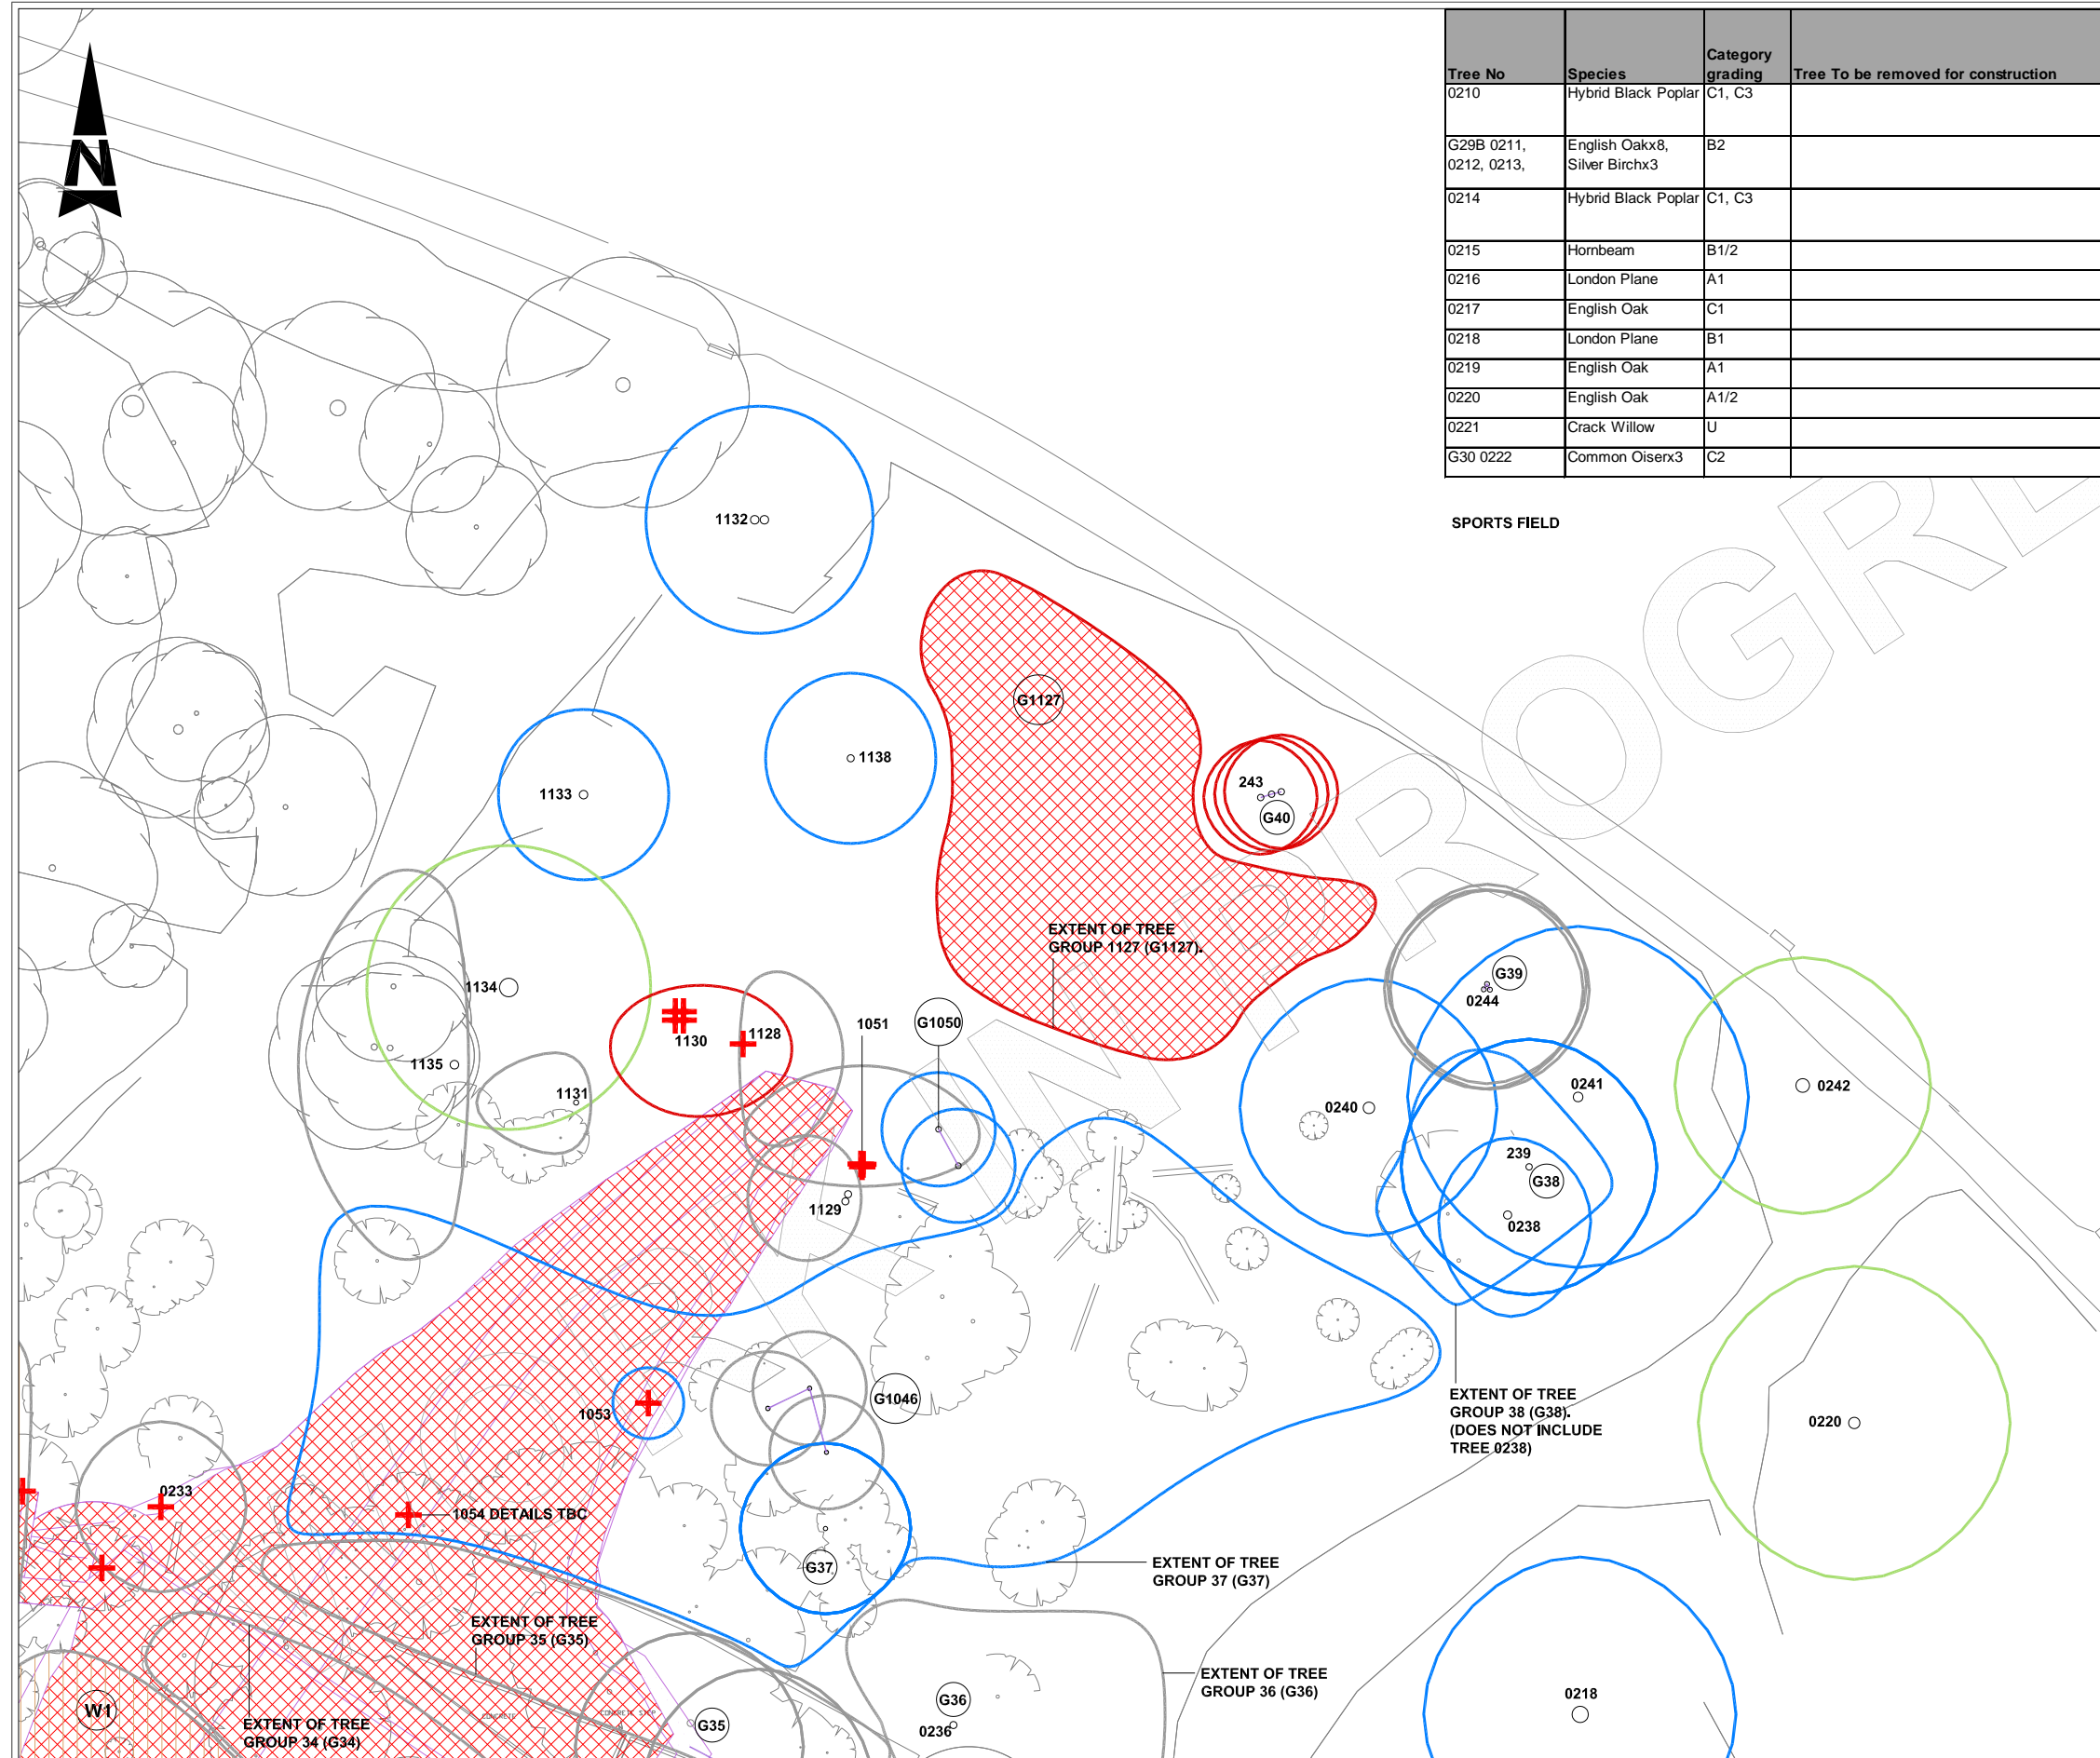 Tree No Species Category grading Tree To be removed for construction
0210 Hybrid Black Poplar C1, C3
G29B 0211, 0212, 0213, English Oakx8, Silver Birchx3 B2
0214 Hybrid Black Poplar C1, C3
0215 Hornbeam B1/2
0216 London Plane A1
0217 English Oak C1
0218 London Plane B1
0219 English Oak A1
0220 English Oak A1/2
0221 Crack Willow U
G30 0222 Common Oiserx3 C2
N
SPORTS FIELD
1132
G1127
1138
1133
243
G40
EXTENT OF TREE
GROUP 1127 (G1127).
G39
0244
1134
1130
1128
1051
G1050
1135
1131
0240
0241
0242
239
G38
0238
1129
G1046
1053
EXTENT OF TREE
GROUP 38 (G38).
(DOES NOT INCLUDE
TREE 0238)
0220
0233
1054 DETAILS TBC
G37
EXTENT OF TREE
GROUP 37 (G37)
EXTENT OF TREE
GROUP 35 (G35)
EXTENT OF TREE
GROUP 36 (G36)
W1
EXTENT OF TREE
GROUP 34 (G34)
CONCRETE
CONCRETE STEP
G35
G36
0236
0218